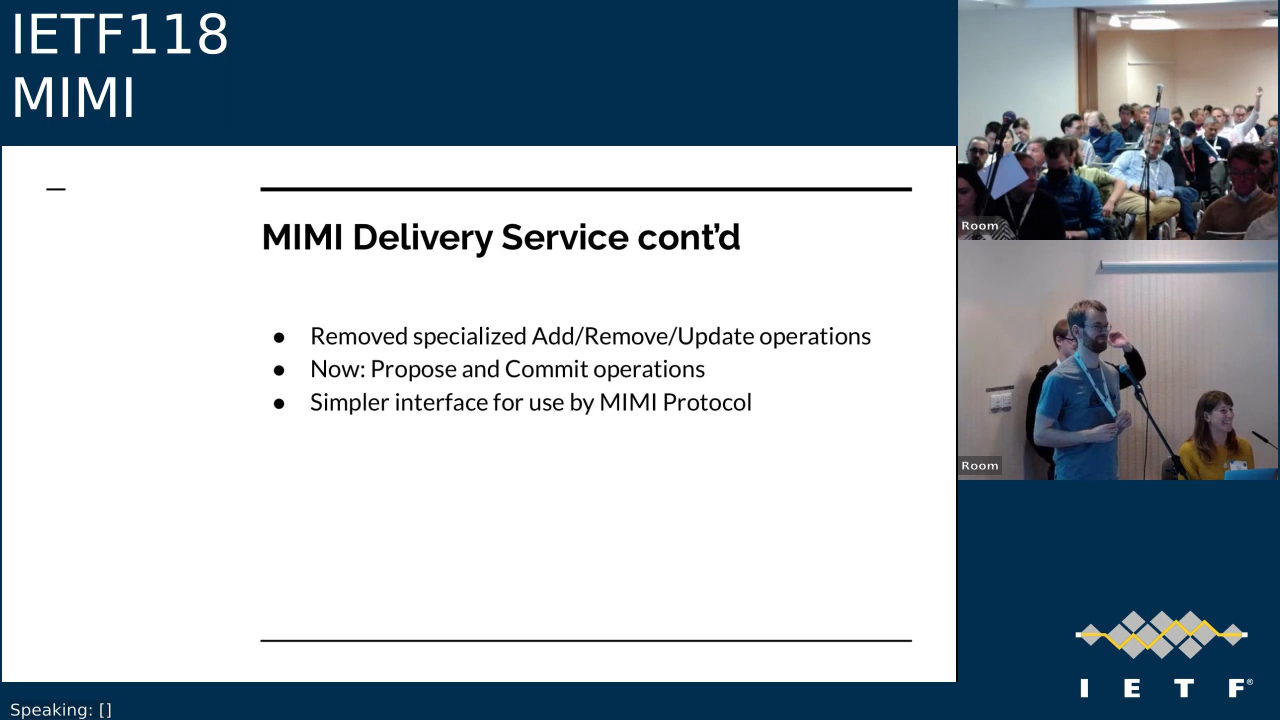 IETF118
MIMI
MIMI Delivery Service cont’d
● Removed specialized Add/Remove/Update operations
● Now: Propose and Commit operations
● Simpler interface for use by MIMI Protocol
Room
Room
I E T F®
Speaking: []